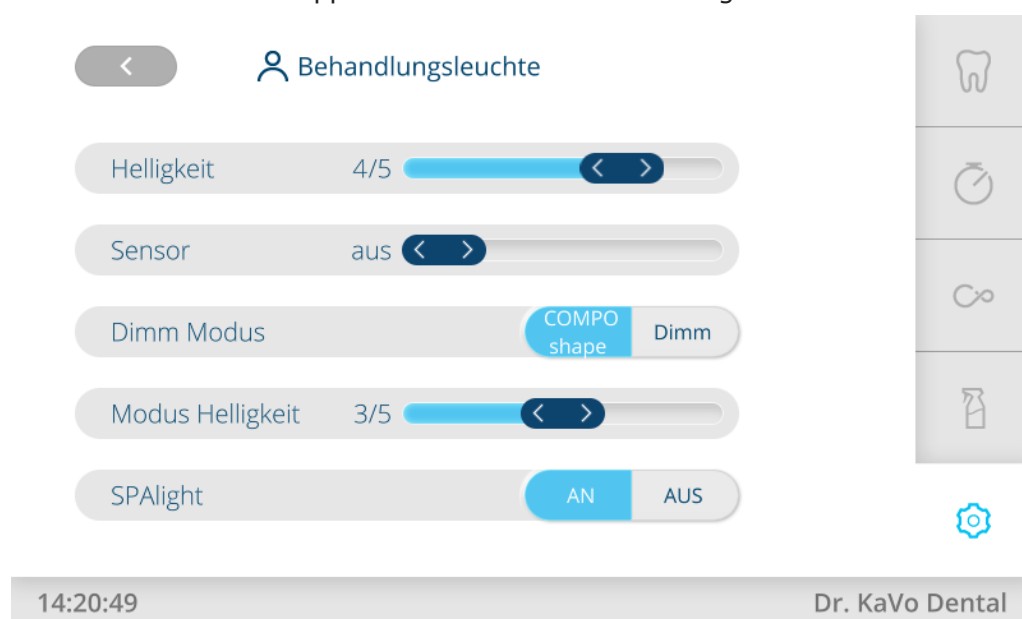 Behandlungsleuchte
Helligkeit 4/5
Sensor aus
Dimm Modus COMPO shape Dimm
Modus Helligkeit 3/5
SPAlight AN AUS
14:20:49 Dr. KaVo Dental